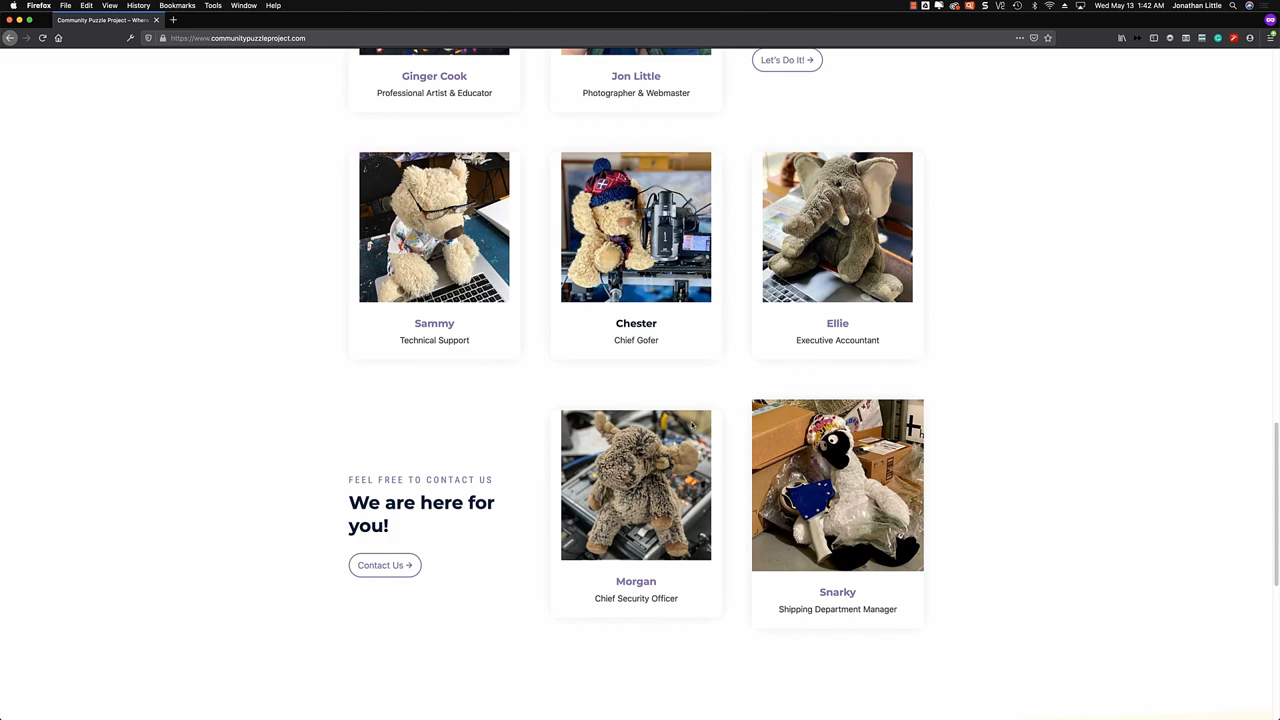 Firefox File Edit View History Bookmarks Tools Window Help
Wed May 13 1:42 AM Jonathan Little
Community Puzzle Project – Where
https://www.communitypuzzleproject.com
Ginger Cook
Professional Artist & Educator
Jon Little
Photographer & Webmaster
Let's Do It! →
Sammy
Technical Support
Chester
Chief Gofer
Ellie
Executive Accountant
FEEL FREE TO CONTACT US
We are here for
you!
Contact Us →
Morgan
Chief Security Officer
Snarky
Shipping Department Manager